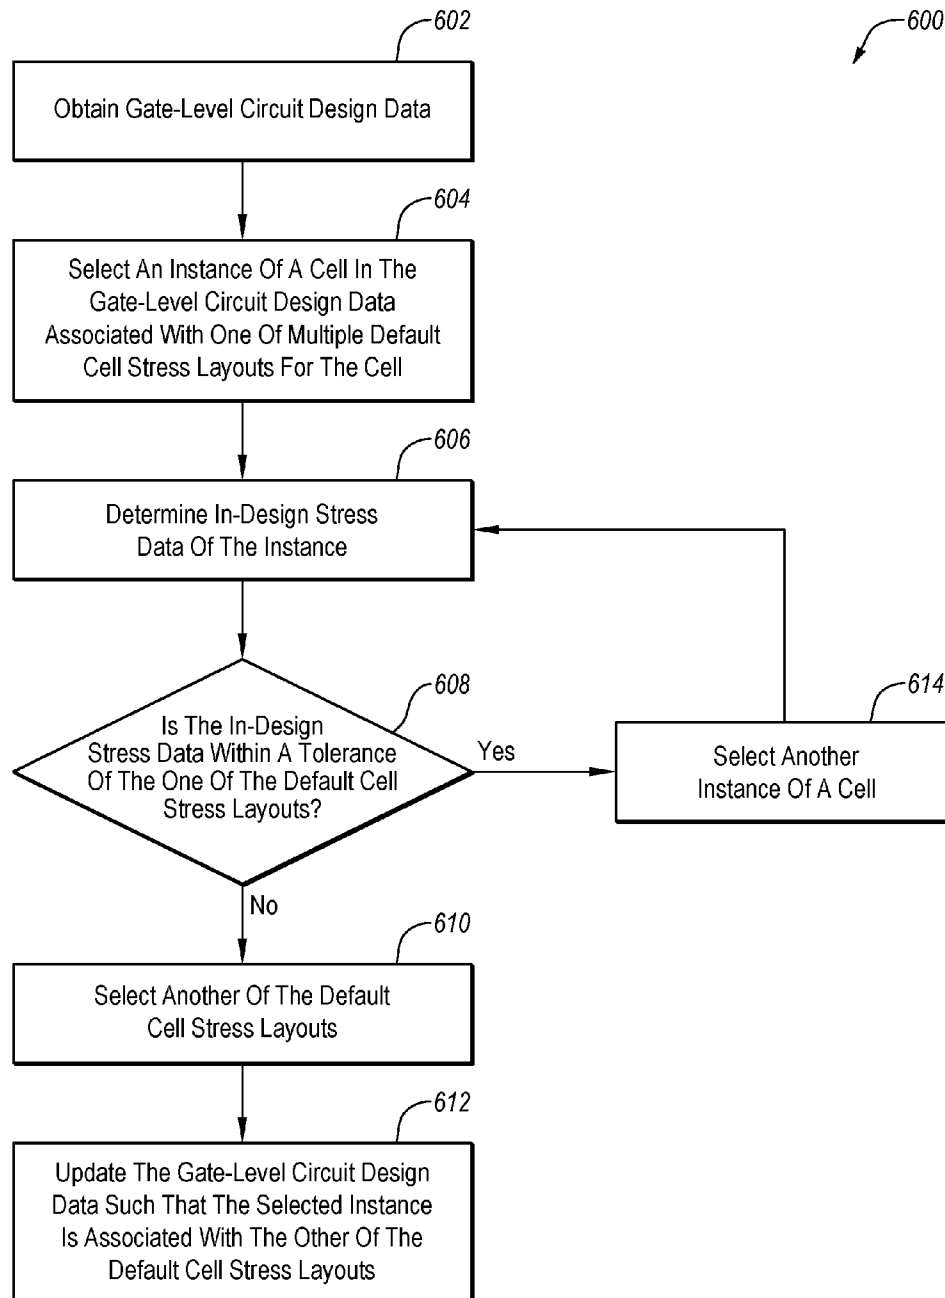 602
600
Obtain Gate-Level Circuit Design Data
604
Select An Instance Of A Cell In The
Gate-Level Circuit Design Data
Associated With One Of Multiple Default
Cell Stress Layouts For The Cell
606
Determine In-Design Stress
Data Of The Instance
608
Is The In-Design
Stress Data Within A Tolerance
Of The One Of The Default Cell
Stress Layouts?
Yes
614
Select Another
Instance Of A Cell
No
610
Select Another Of The Default
Cell Stress Layouts
612
Update The Gate-Level Circuit Design
Data Such That The Selected Instance
Is Associated With The Other Of The
Default Cell Stress Layouts